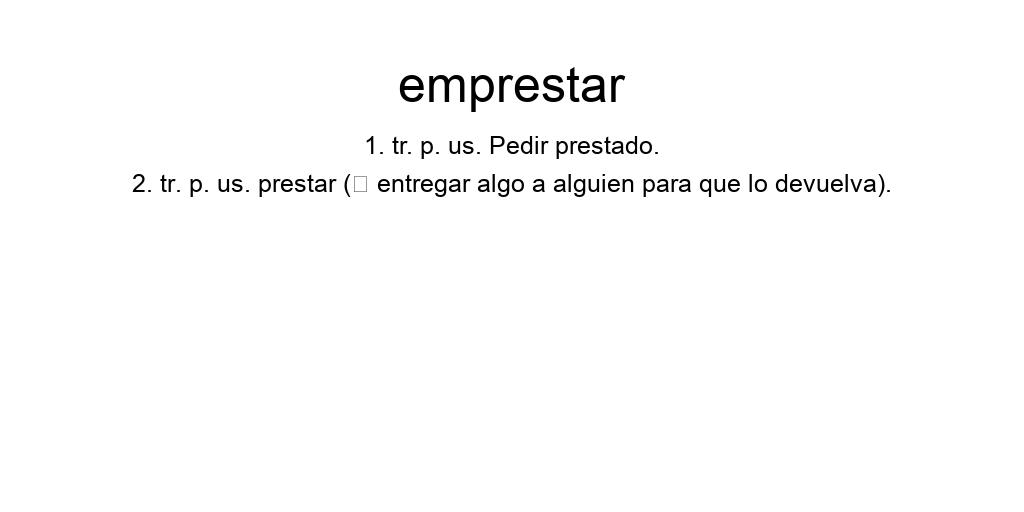 emprestar
1. tr. p. us. Pedir prestado.
2. tr. p. us. prestar (□ entregar algo a alguien para que lo devuelva).